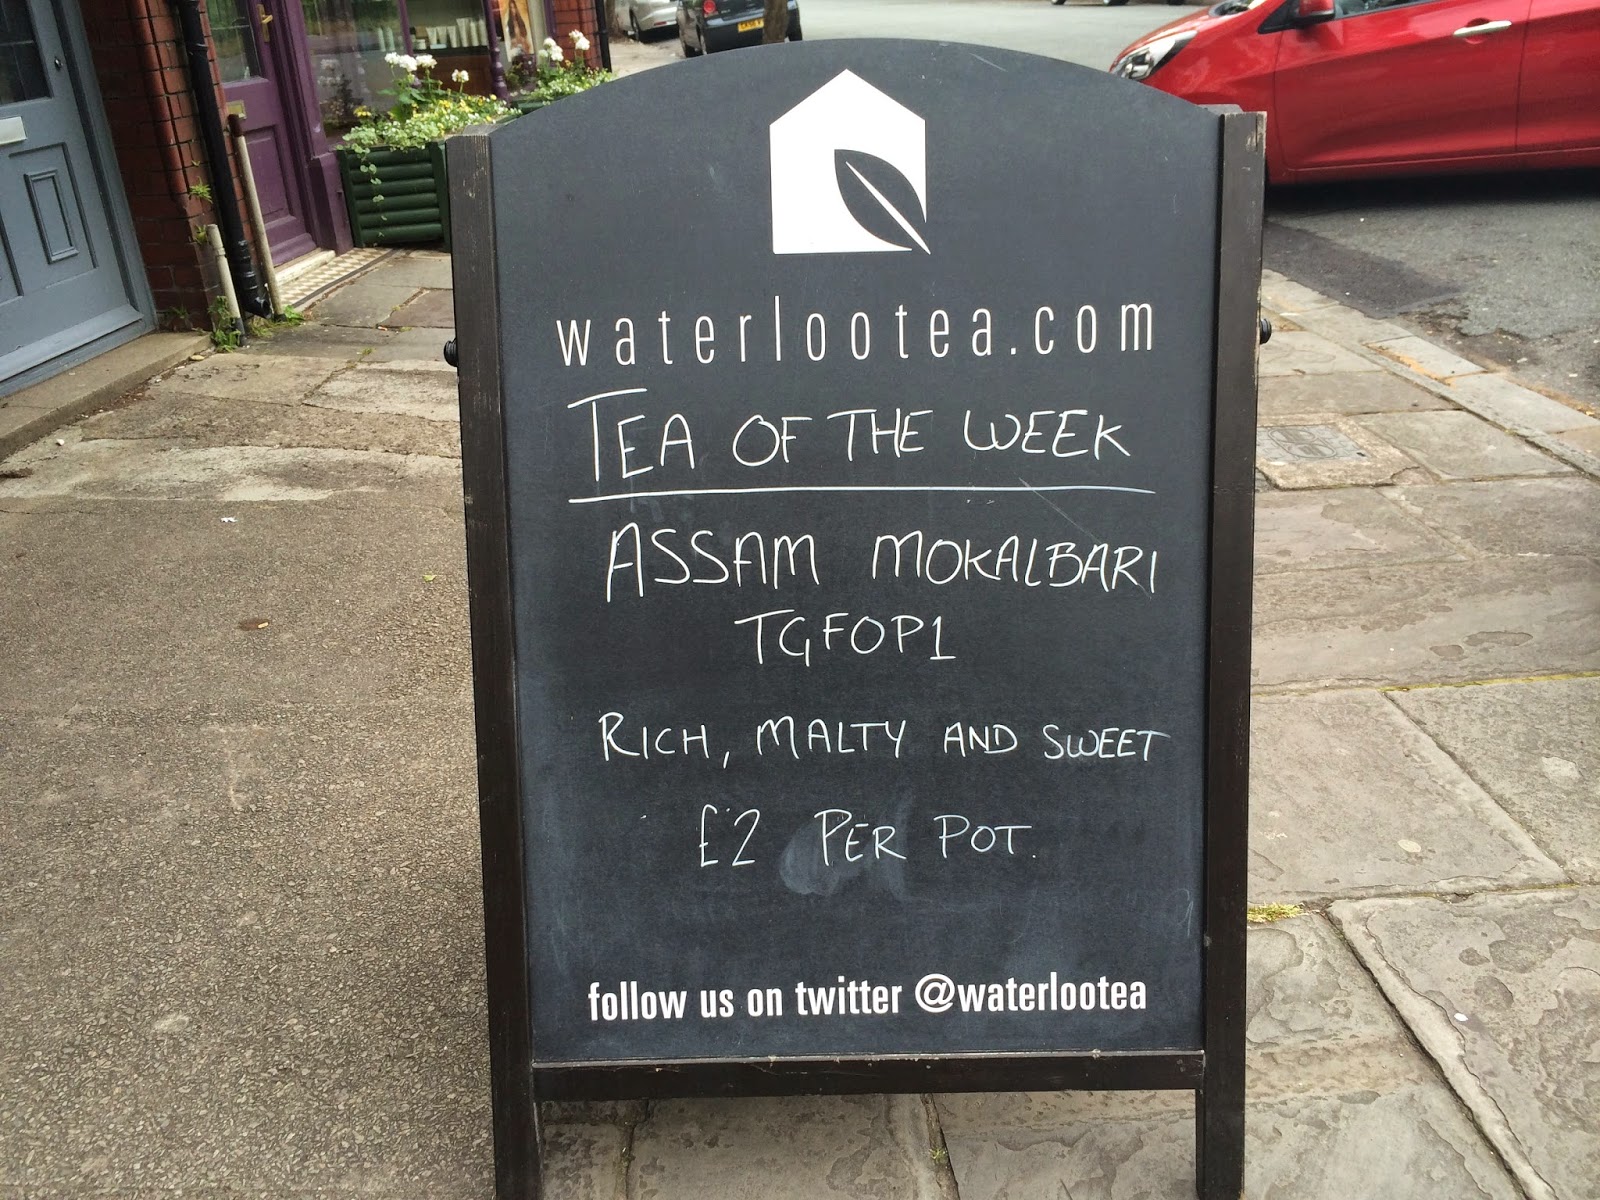 waterlootea.com
TEA OF THE WEEK
ASSAM MOKALBARI
TGFOP1
RICH, MALTY AND SWEET
£2 PER POT.
follow us on twitter @waterlootea